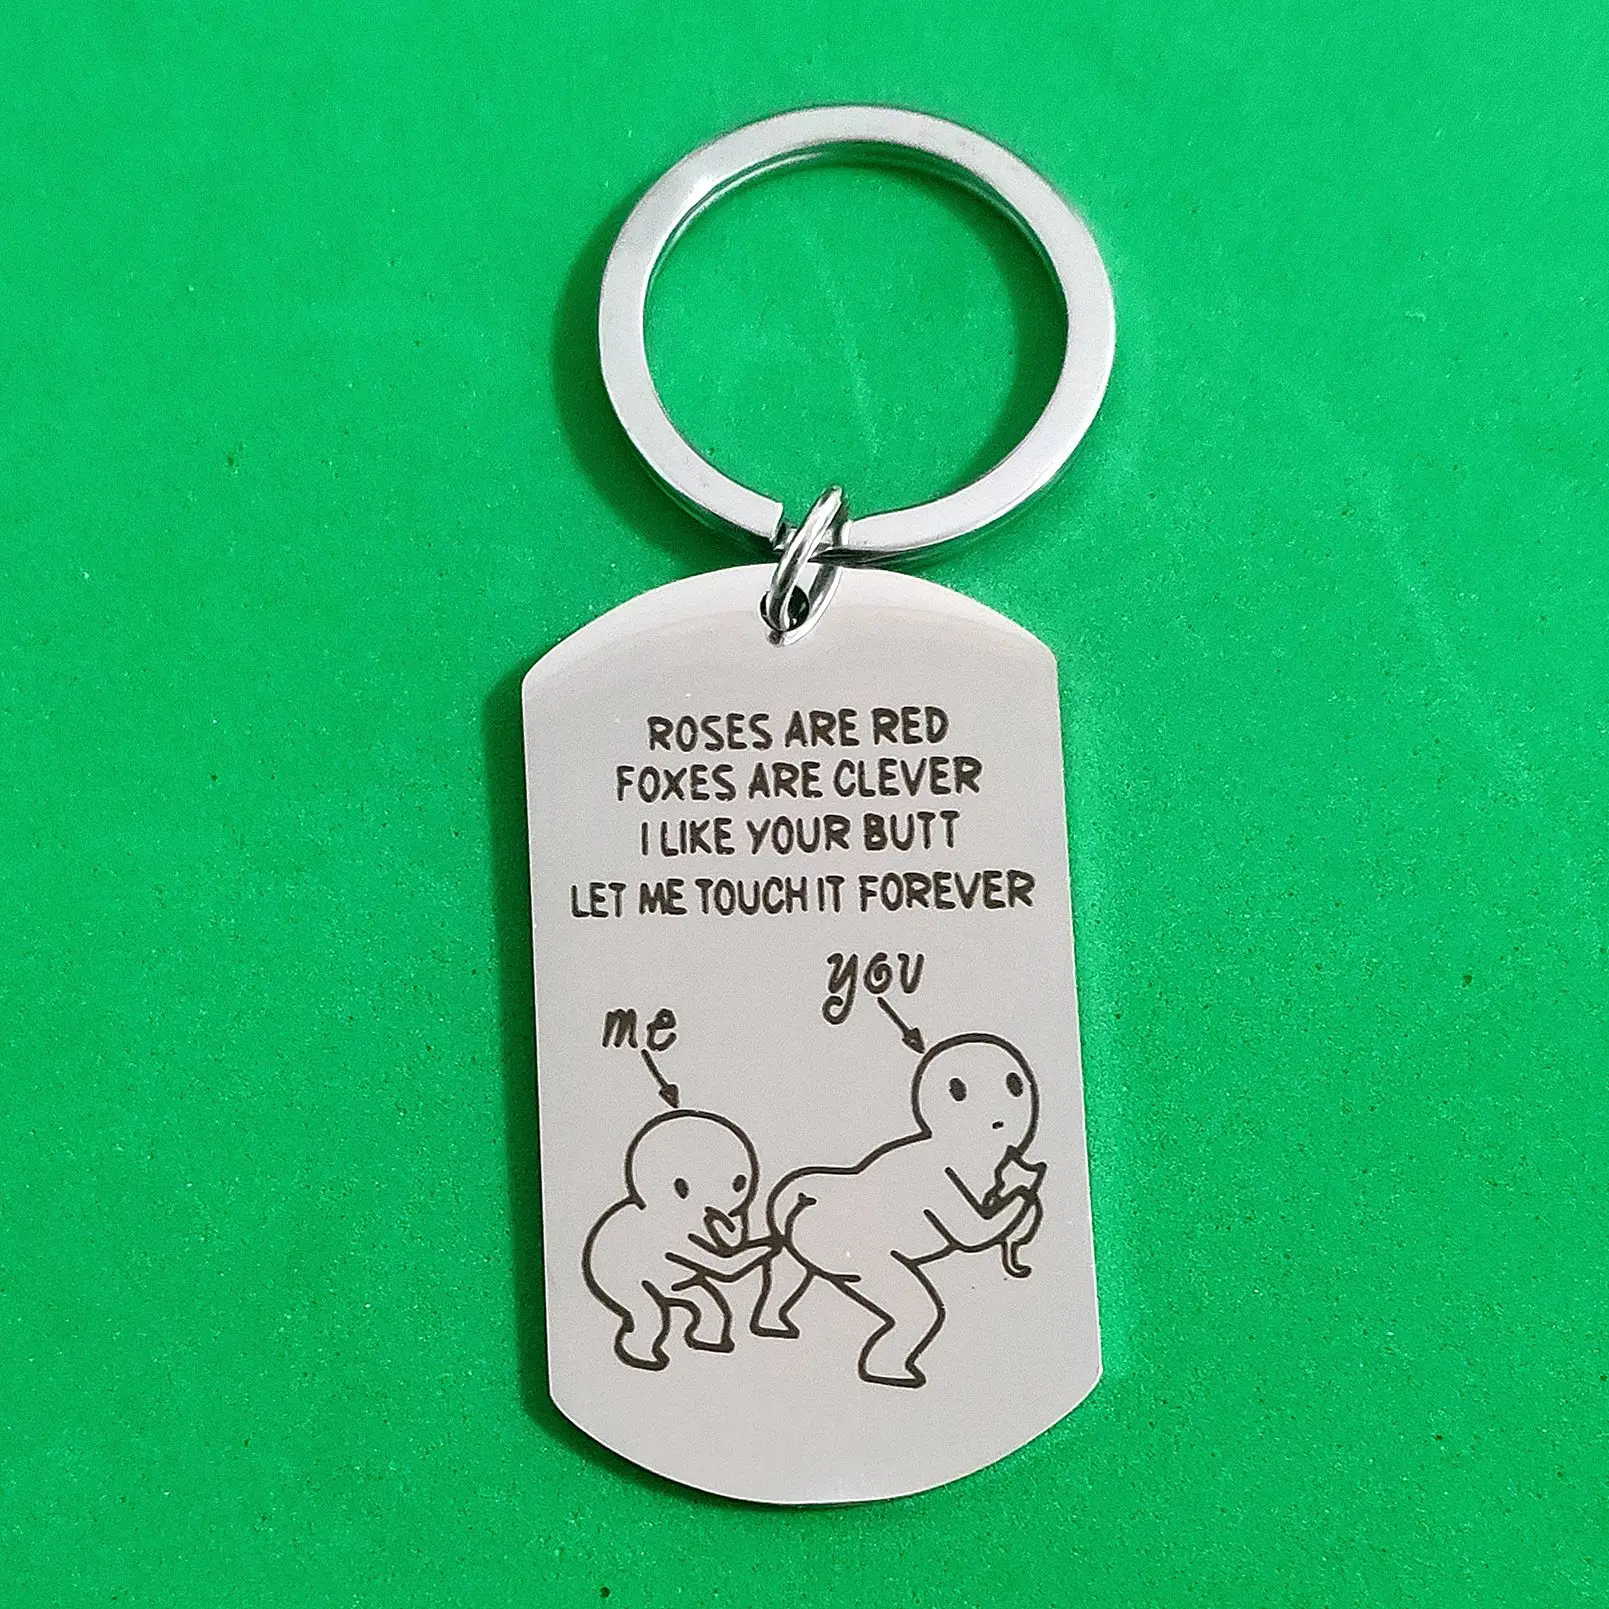 ROSES ARE RED
FOXES ARE CLEVER
I LIKE YOUR BUTT
LET ME TOUCH IT FOREVER
you
me